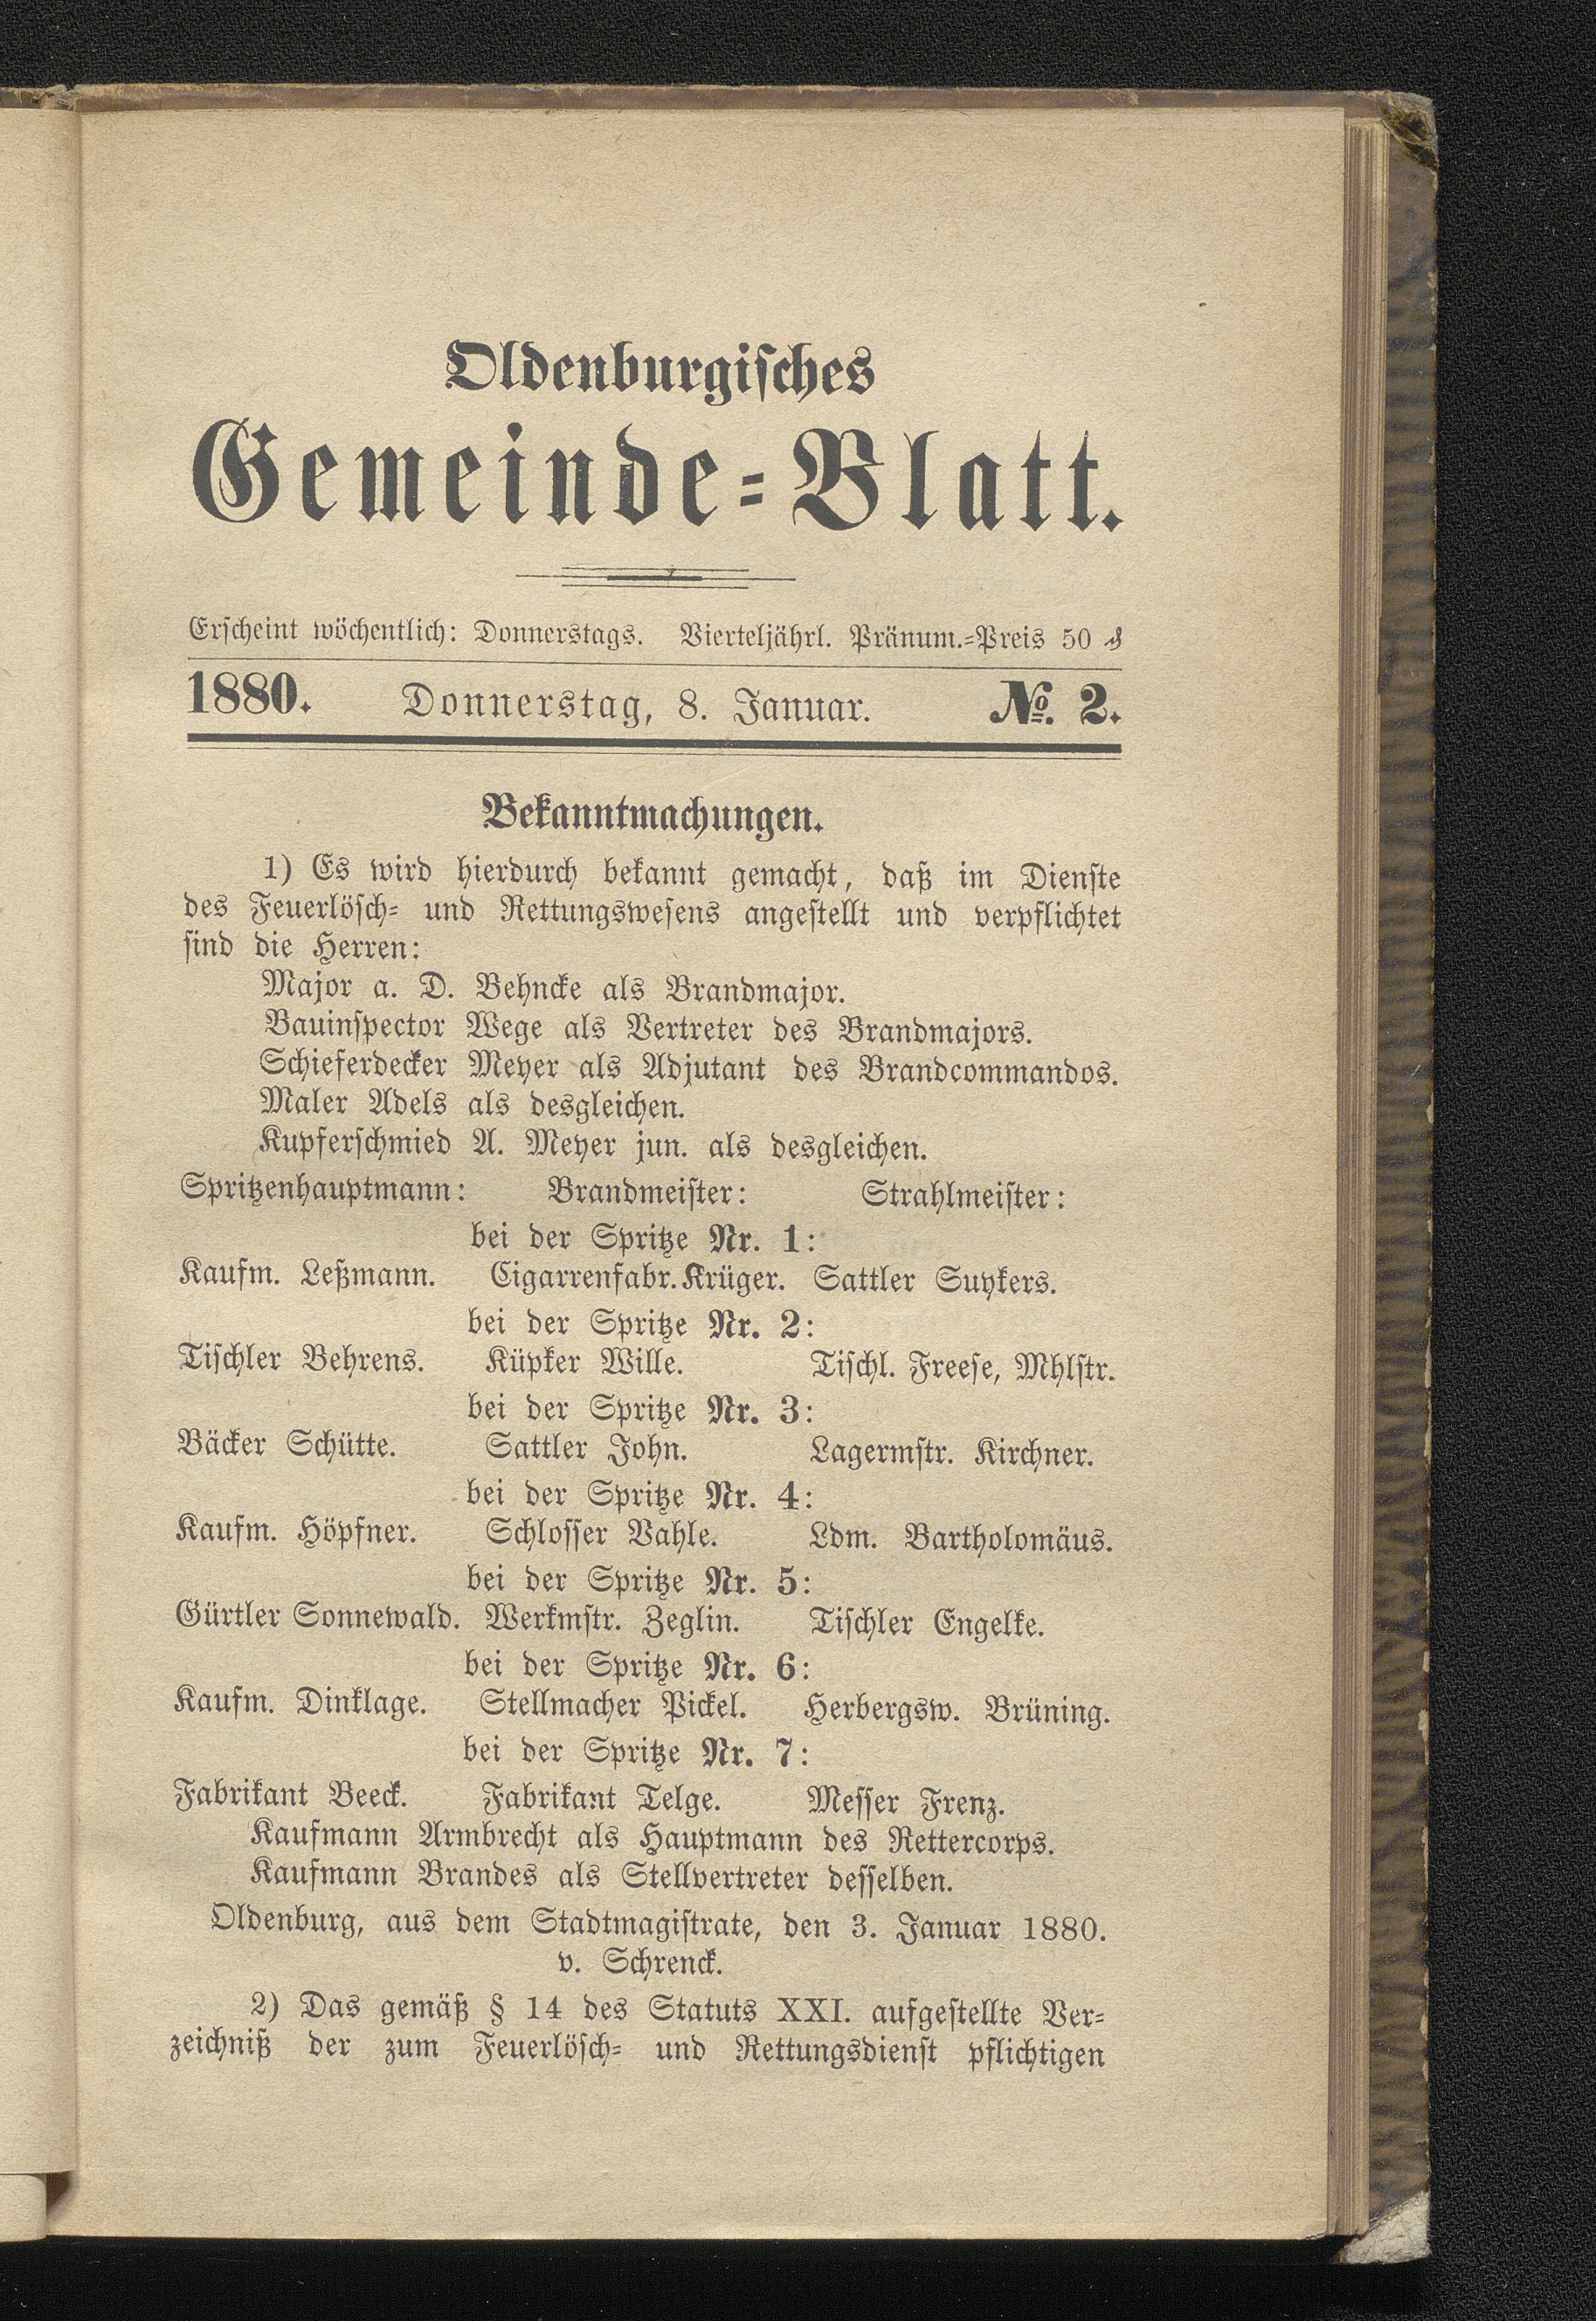 Oldenburgisches
Gemeinde-Blatt.
Erscheint wöchentlich: Donnerstags. Vierteljährl. Pränum.-Preis 50 ₰
1880. Donnerstag, 8. Januar. №. 2.
Bekanntmachungen.
1) Es wird hierdurch bekannt gemacht, daß im Dienste
des Feuerlösch- und Rettungswesens angestellt und verpflichtet
sind die Herren:
Major a. D. Behncke als Brandmajor.
Bauinspector Wege als Vertreter des Brandmajors.
Schieferdecker Meyer als Adjutant des Brandcommandos.
Maler Adels als desgleichen.
Kupferschmied A. Meyer jun. als desgleichen.
Spritzenhauptmann: Brandmeister: Strahlmeister:
bei der Spritze Nr. 1:
Kaufm. Leßmann. Cigarrenfabr. Krüger. Sattler Suykers.
bei der Spritze Nr. 2:
Tischler Behrens. Küpker Wille. Tischl. Freese, Mhlstr.
bei der Spritze Nr. 3:
Bäcker Schütte. Sattler John. Lagermstr. Kirchner.
bei der Spritze Nr. 4:
Kaufm. Höpfner. Schlosser Vahle. Ldm. Bartholomäus.
bei der Spritze Nr. 5:
Gürtler Sonnewald. Werkmstr. Zeglin. Tischler Engelke.
bei der Spritze Nr. 6:
Kaufm. Dinklage. Stellmacher Pickel. Herbergsw. Brüning.
bei der Spritze Nr. 7:
Fabrikant Beeck. Fabrikant Telge. Messer Frenz.
Kaufmann Armbrecht als Hauptmann des Rettercorps.
Kaufmann Brandes als Stellvertreter desselben.
Oldenburg, aus dem Stadtmagistrate, den 3. Januar 1880.
v. Schrenck.
2) Das gemäß § 14 des Statuts XXI. aufgestellte Ver-
zeichniß der zum Feuerlösch- und Rettungsdienst pflichtigen